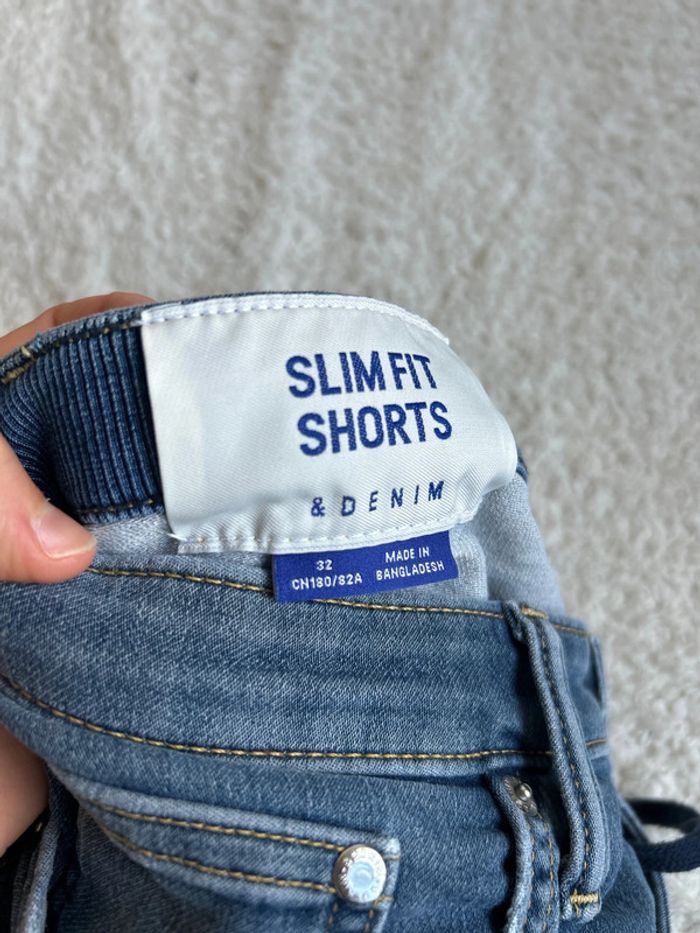 SLIM FIT
SHORTS
& DENIM
32
CN180/82A
MADE IN
BANGLADESH